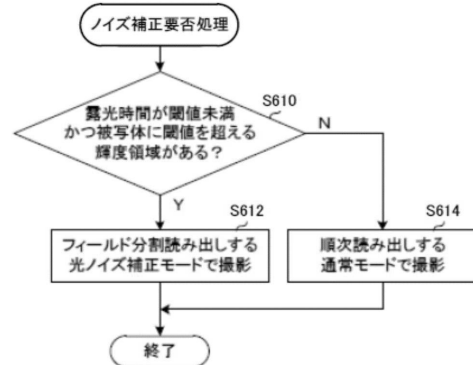 ノイズ補正要否処理
S610
露光時間が閾値未満
かつ被写体に閾値を超える
輝度領域がある？
N
Y
S612
フィールド分割読み出しする
光ノイズ補正モードで撮影
S614
順次読み出しする
通常モードで撮影
終了